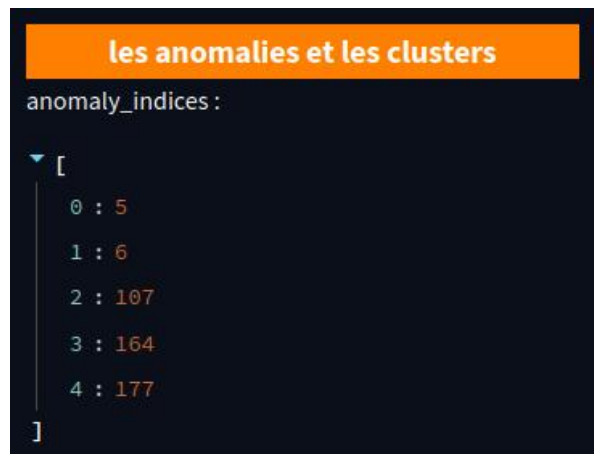 les anomalies et les clusters
anomaly_indices :
[
0 : 5
1 : 6
2 : 107
3 : 164
4 : 177
]